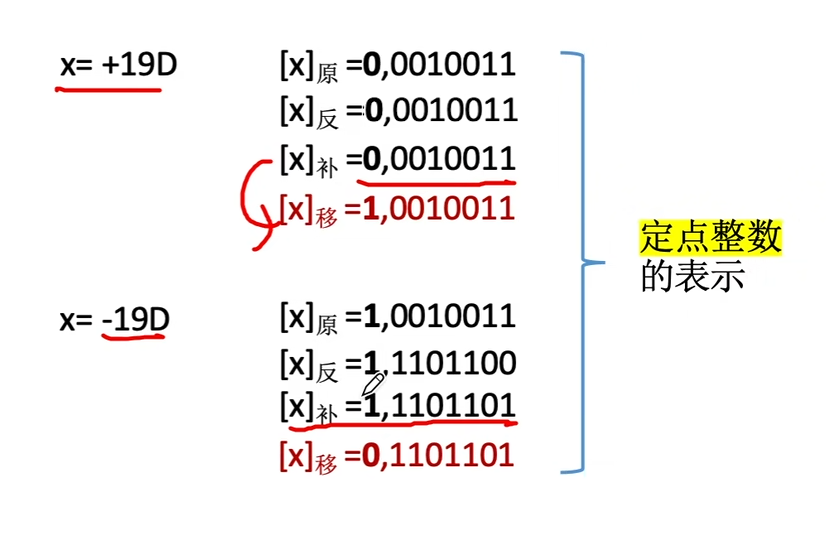 x= +19D
[x]原 =0,0010011
[x]反 =0,0010011
[x]补 =0,0010011
[x]移 =1,0010011
x= -19D
[x]原 =1,0010011
[x]反 =1,1101100
[x]补 =1,1101101
[x]移 =0,1101101
定点整数
的表示